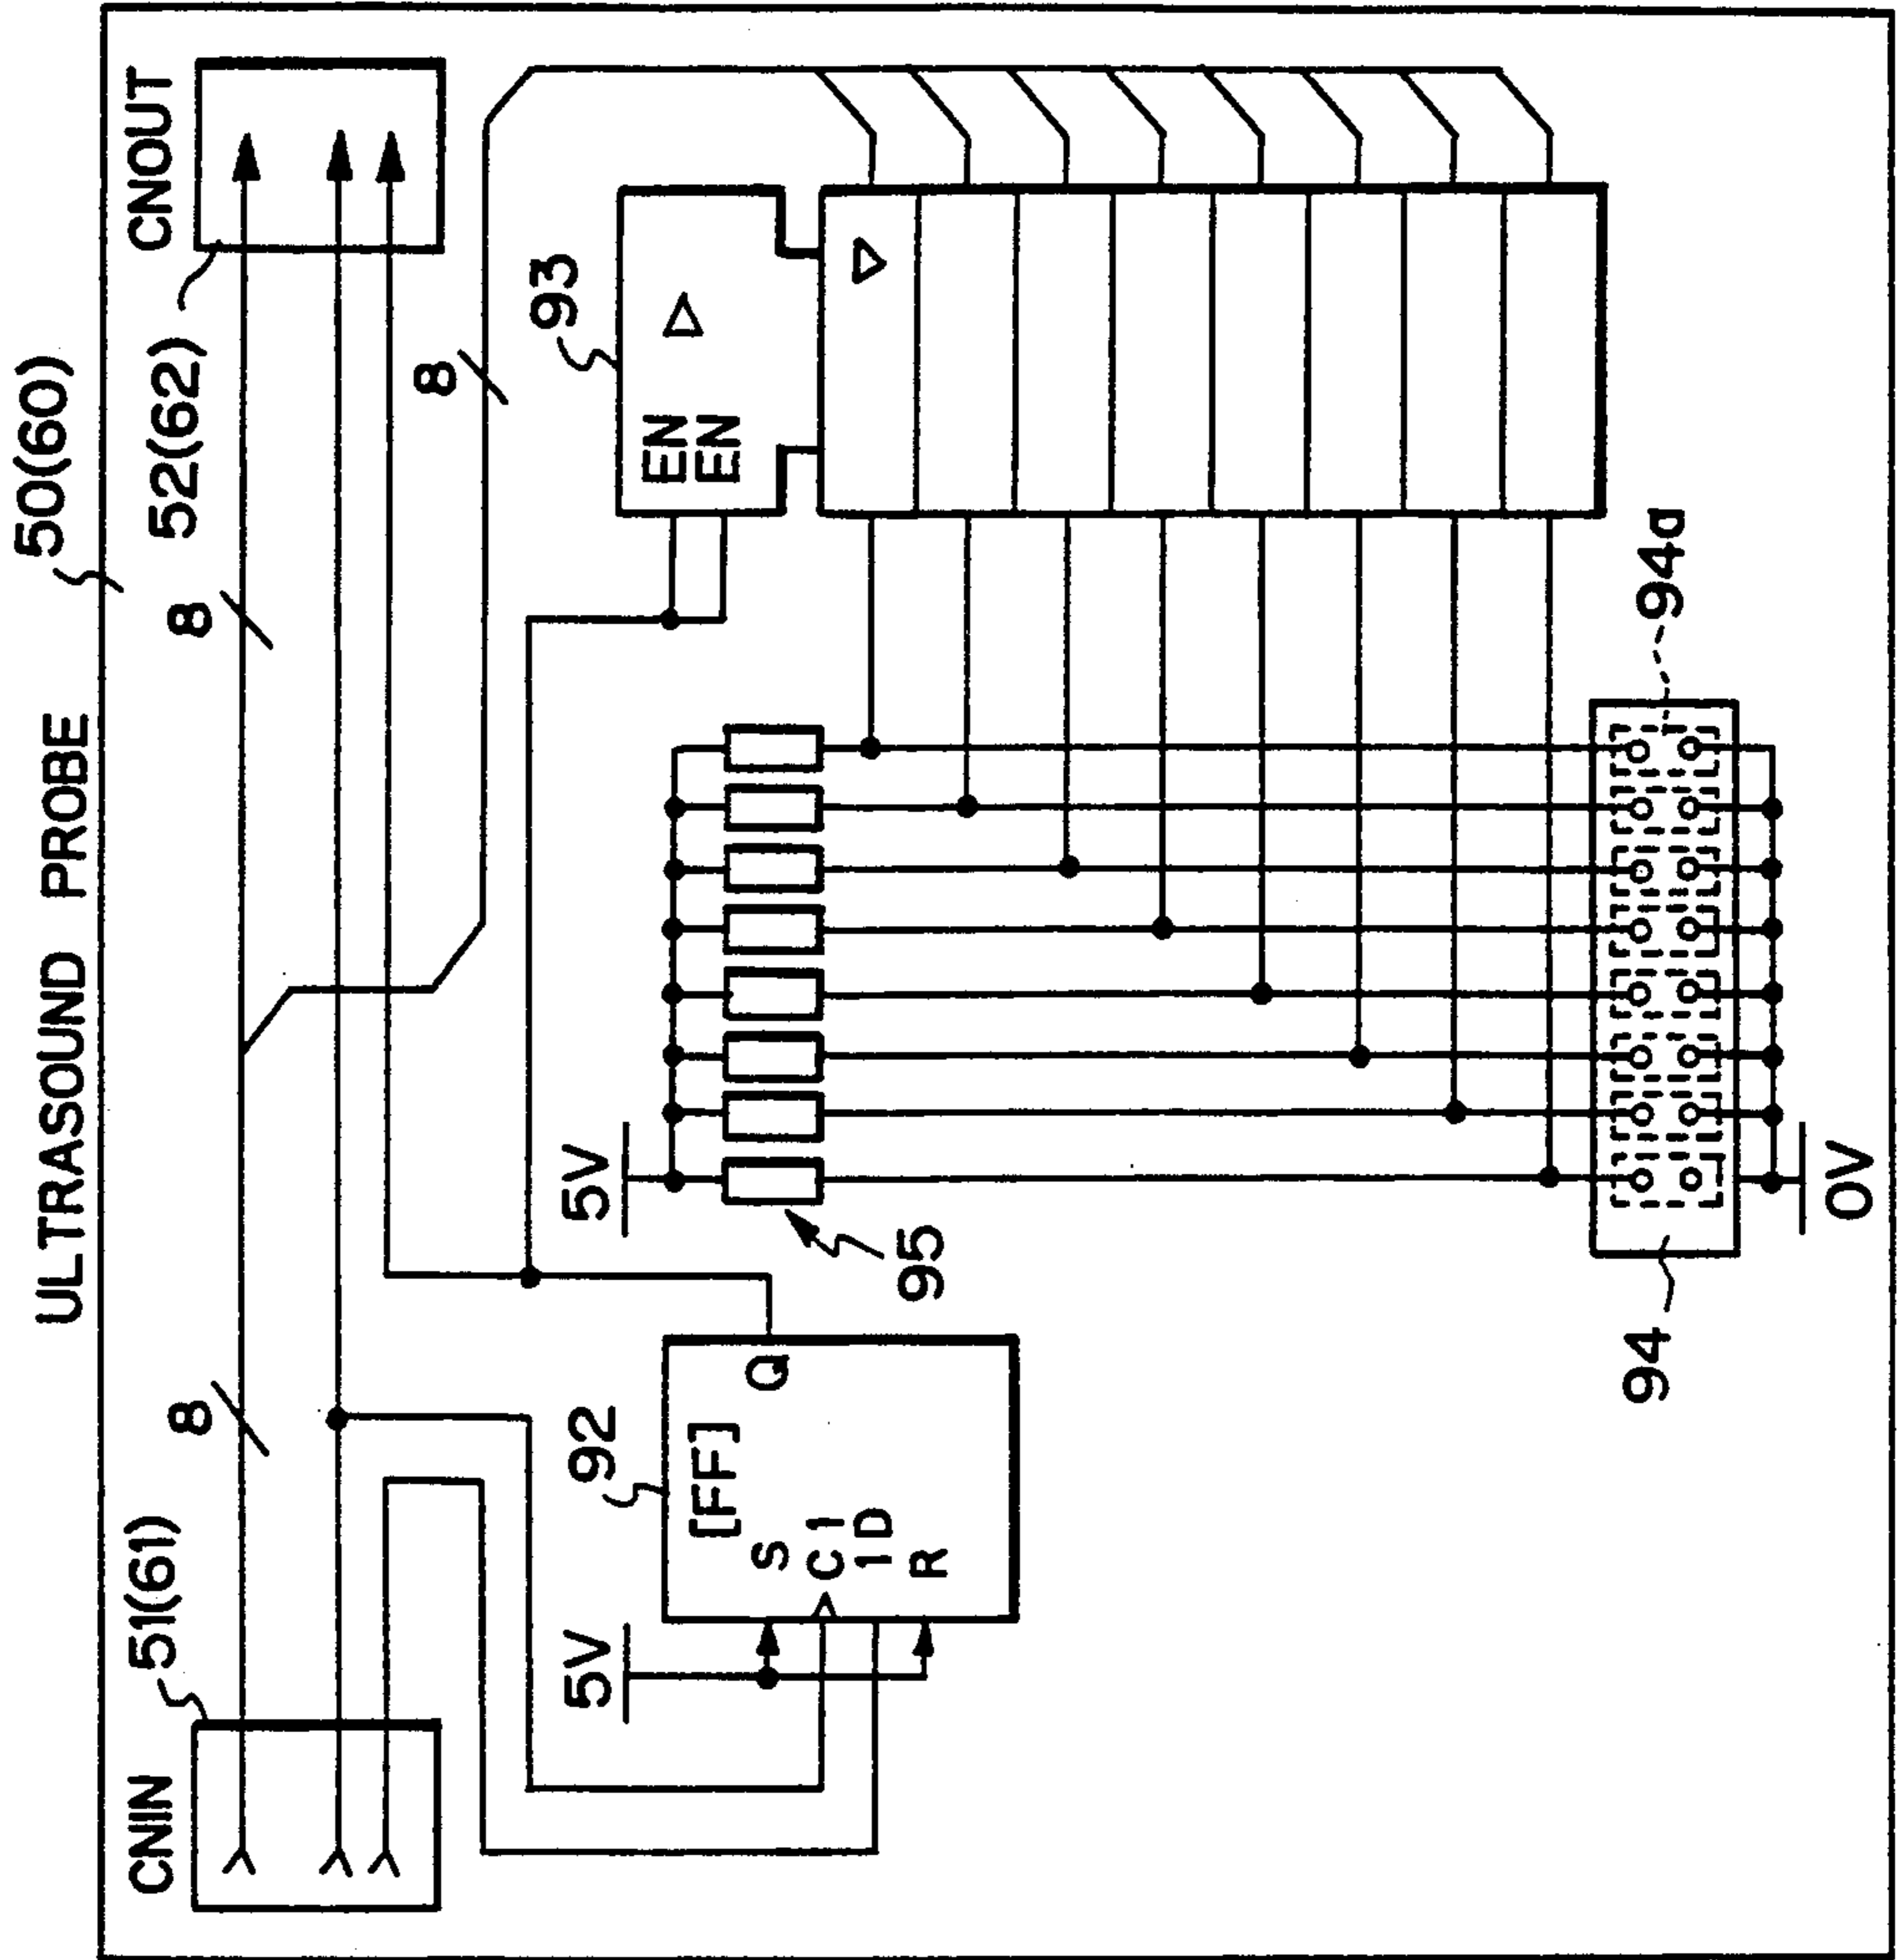 50(60)
ULTRASOUND PROBE
CNIN
51(61)
8
8
52(62)
CNOUT
8
5V
92
[FF]
S
C1
1D
R
Q
5V
95
93
EN
EN
94
94a
0V